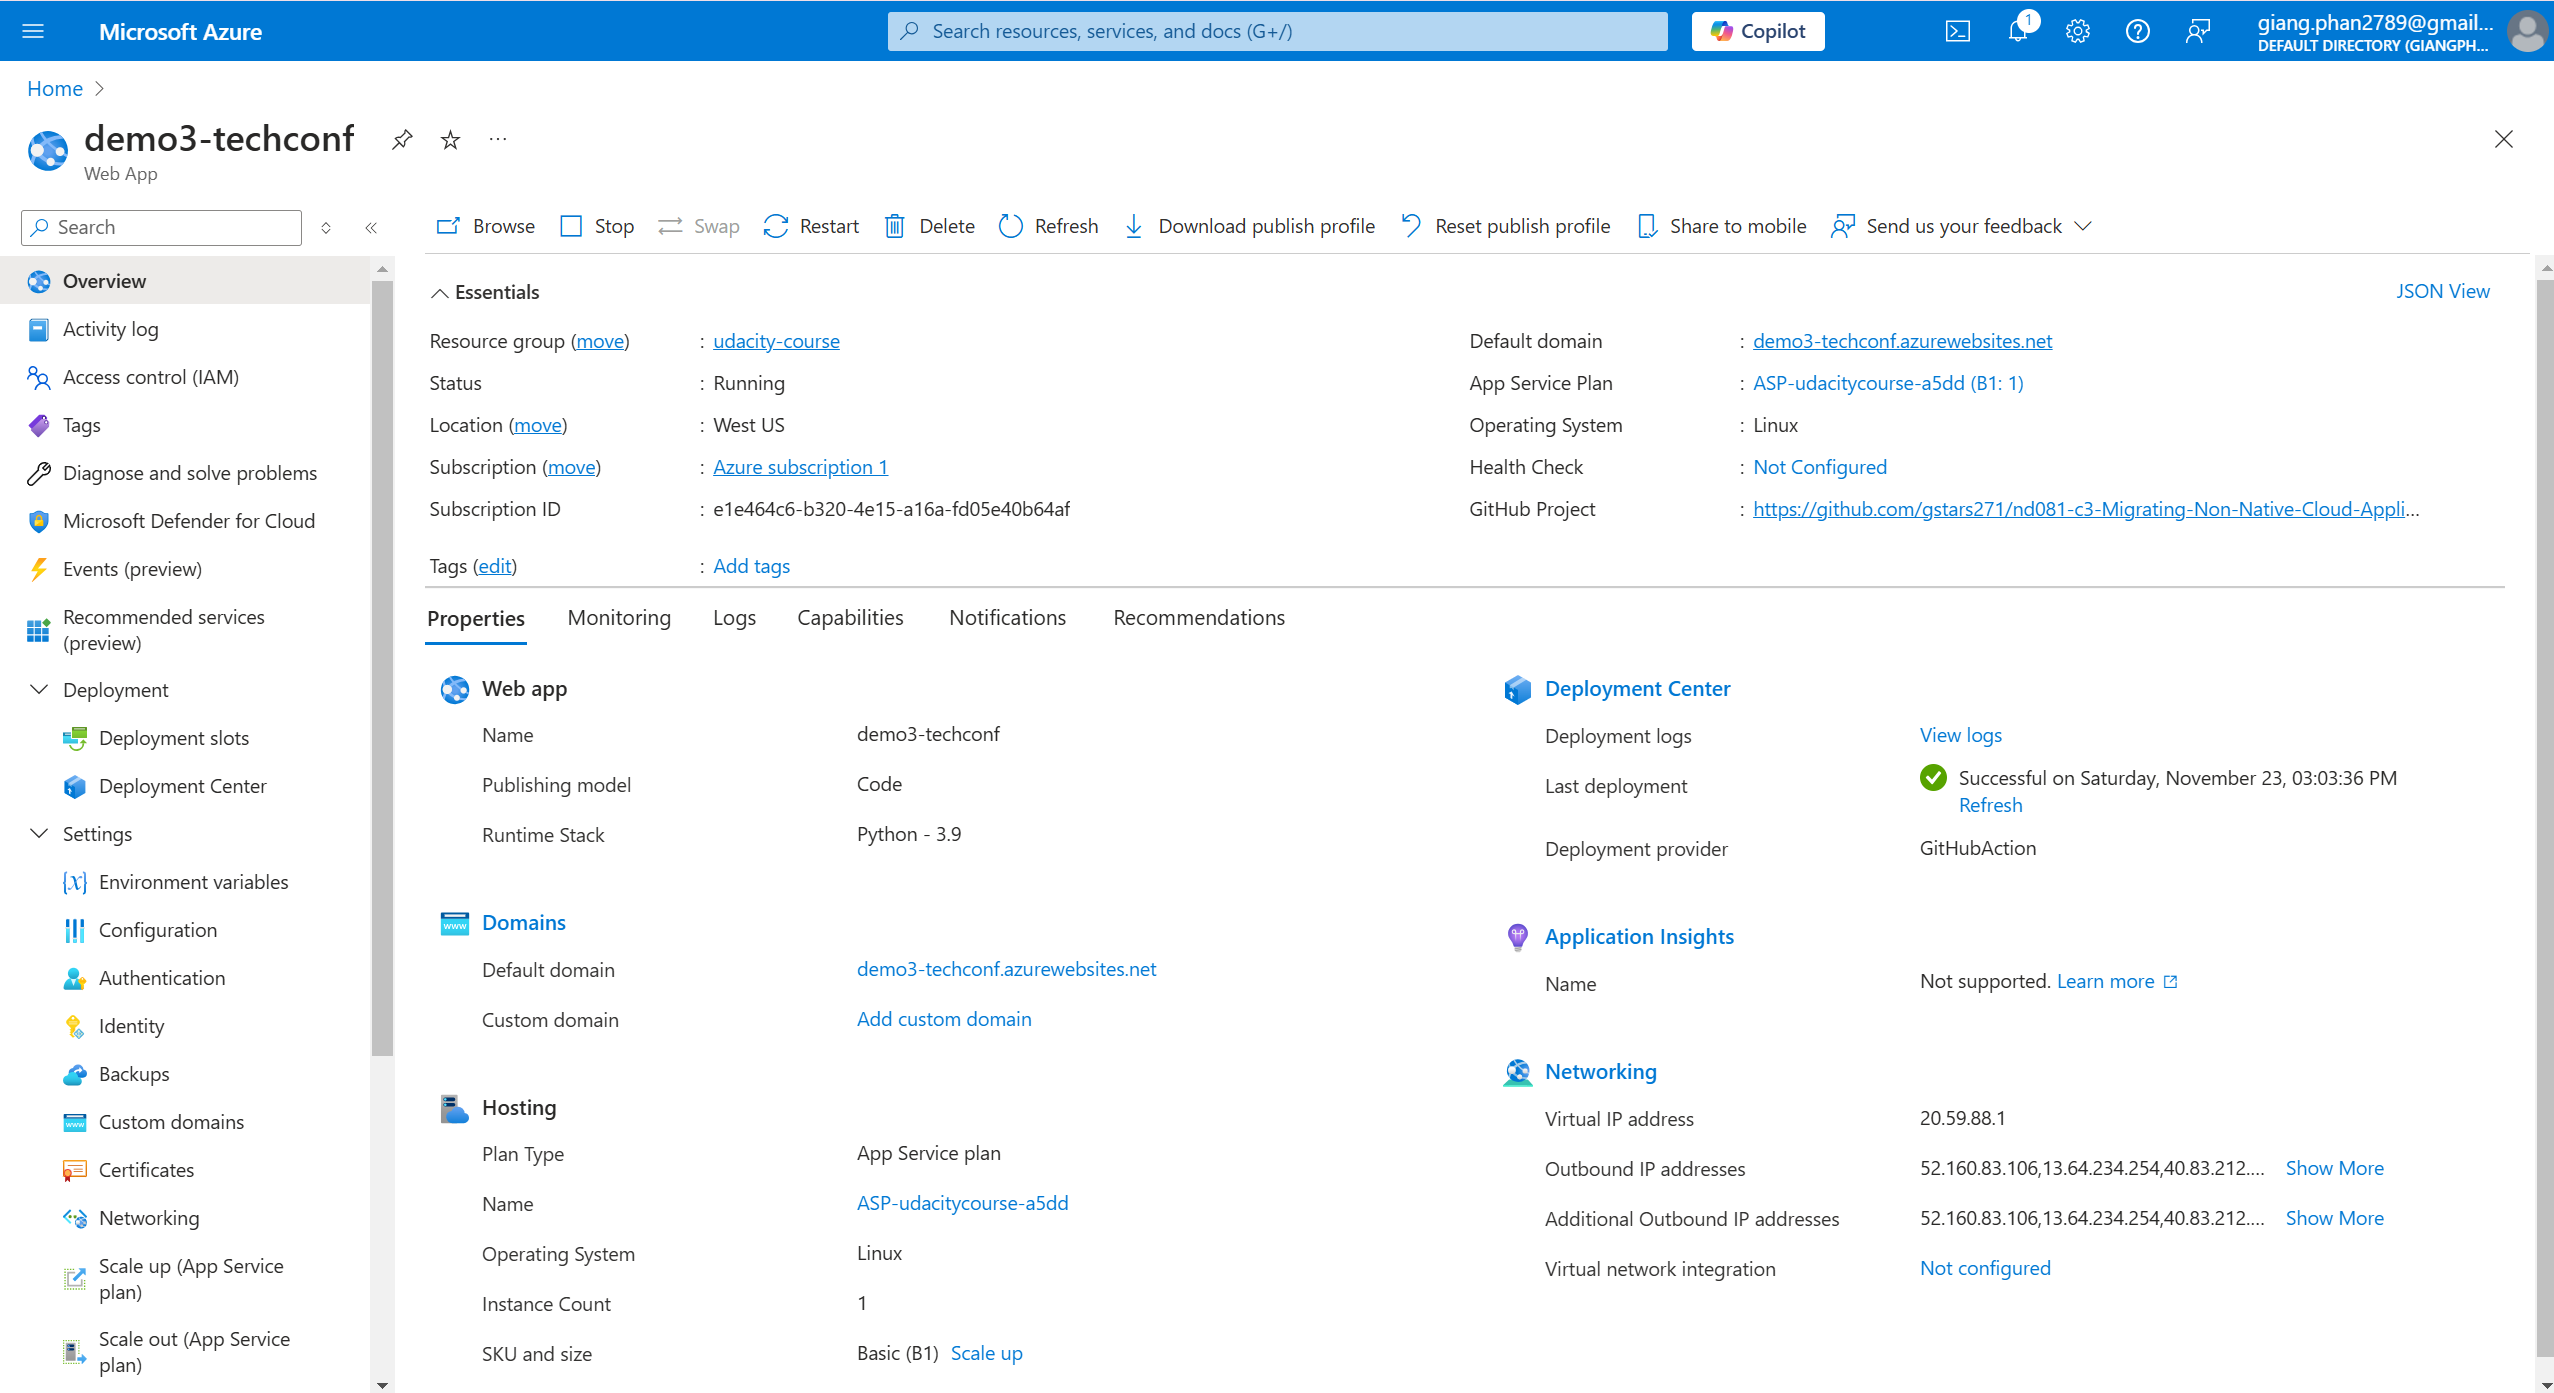 Microsoft Azure
Search resources, services, and docs (G+/)
Copilot
1
giang.phan2789@gmail...
DEFAULT DIRECTORY (GIANGPH...
Home
demo3-techconf
Web App
Search
Browse
Stop
Swap
Restart
Delete
Refresh
Download publish profile
Reset publish profile
Share to mobile
Send us your feedback
Overview
Activity log
Access control (IAM)
Tags
Diagnose and solve problems
Microsoft Defender for Cloud
Events (preview)
Recommended services
(preview)
Deployment
Deployment slots
Deployment Center
Settings
Environment variables
Configuration
Authentication
Identity
Backups
Custom domains
Certificates
Networking
Scale up (App Service
plan)
Scale out (App Service
plan)
Essentials
JSON View
Resource group (move) : udacity-course
Status : Running
Location (move) : West US
Subscription (move) : Azure subscription 1
Subscription ID : e1e464c6-b320-4e15-a16a-fd05e40b64af
Tags (edit) : Add tags
Default domain : demo3-techconf.azurewebsites.net
App Service Plan : ASP-udacitycourse-a5dd (B1: 1)
Operating System : Linux
Health Check : Not Configured
GitHub Project : https://github.com/gstars271/nd081-c3-Migrating-Non-Native-Cloud-Appli...
Properties
Monitoring
Logs
Capabilities
Notifications
Recommendations
Web app
Name demo3-techconf
Publishing model Code
Runtime Stack Python - 3.9
Domains
Default domain demo3-techconf.azurewebsites.net
Custom domain Add custom domain
Hosting
Plan Type App Service plan
Name ASP-udacitycourse-a5dd
Operating System Linux
Instance Count 1
SKU and size Basic (B1) Scale up
Deployment Center
Deployment logs View logs
Last deployment Successful on Saturday, November 23, 03:03:36 PM
Refresh
Deployment provider GitHubAction
Application Insights
Name Not supported. Learn more
Networking
Virtual IP address 20.59.88.1
Outbound IP addresses 52.160.83.106,13.64.234.254,40.83.212.... Show More
Additional Outbound IP addresses 52.160.83.106,13.64.234.254,40.83.212.... Show More
Virtual network integration Not configured